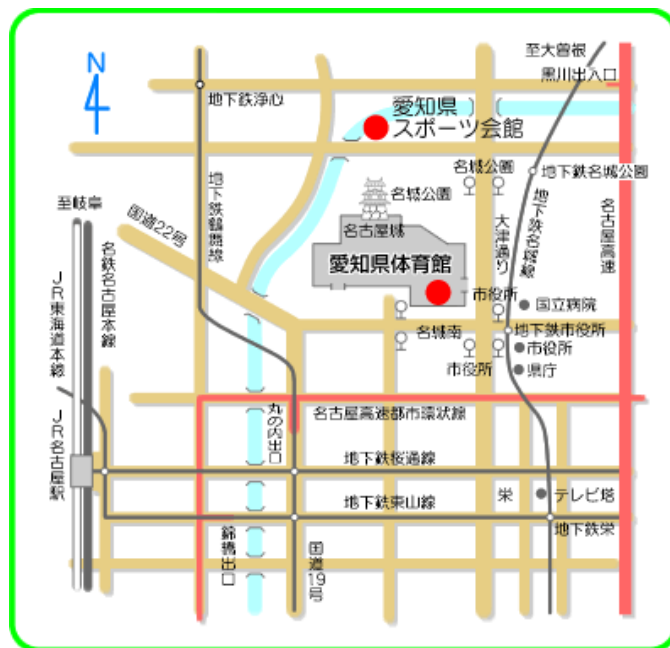 至大曽根
N
黒川出入口
地下鉄浄心
愛知県
スポーツ会館
名城公園
地下鉄名城公園
地下鉄鶴舞線
名城公園
地下鉄名城線
至岐阜
国道22号
名古屋城
大津通り
名古屋高速
名鉄名古屋本線
愛知県体育館
JR東海道本線
市役所
国立病院
名城南
地下鉄市役所
市役所
市役所
県庁
丸の内出口
名古屋高速都市環状線
JR名古屋駅
地下鉄桜通線
地下鉄東山線
栄
テレビ塔
錦橋出口
国道19号
地下鉄栄